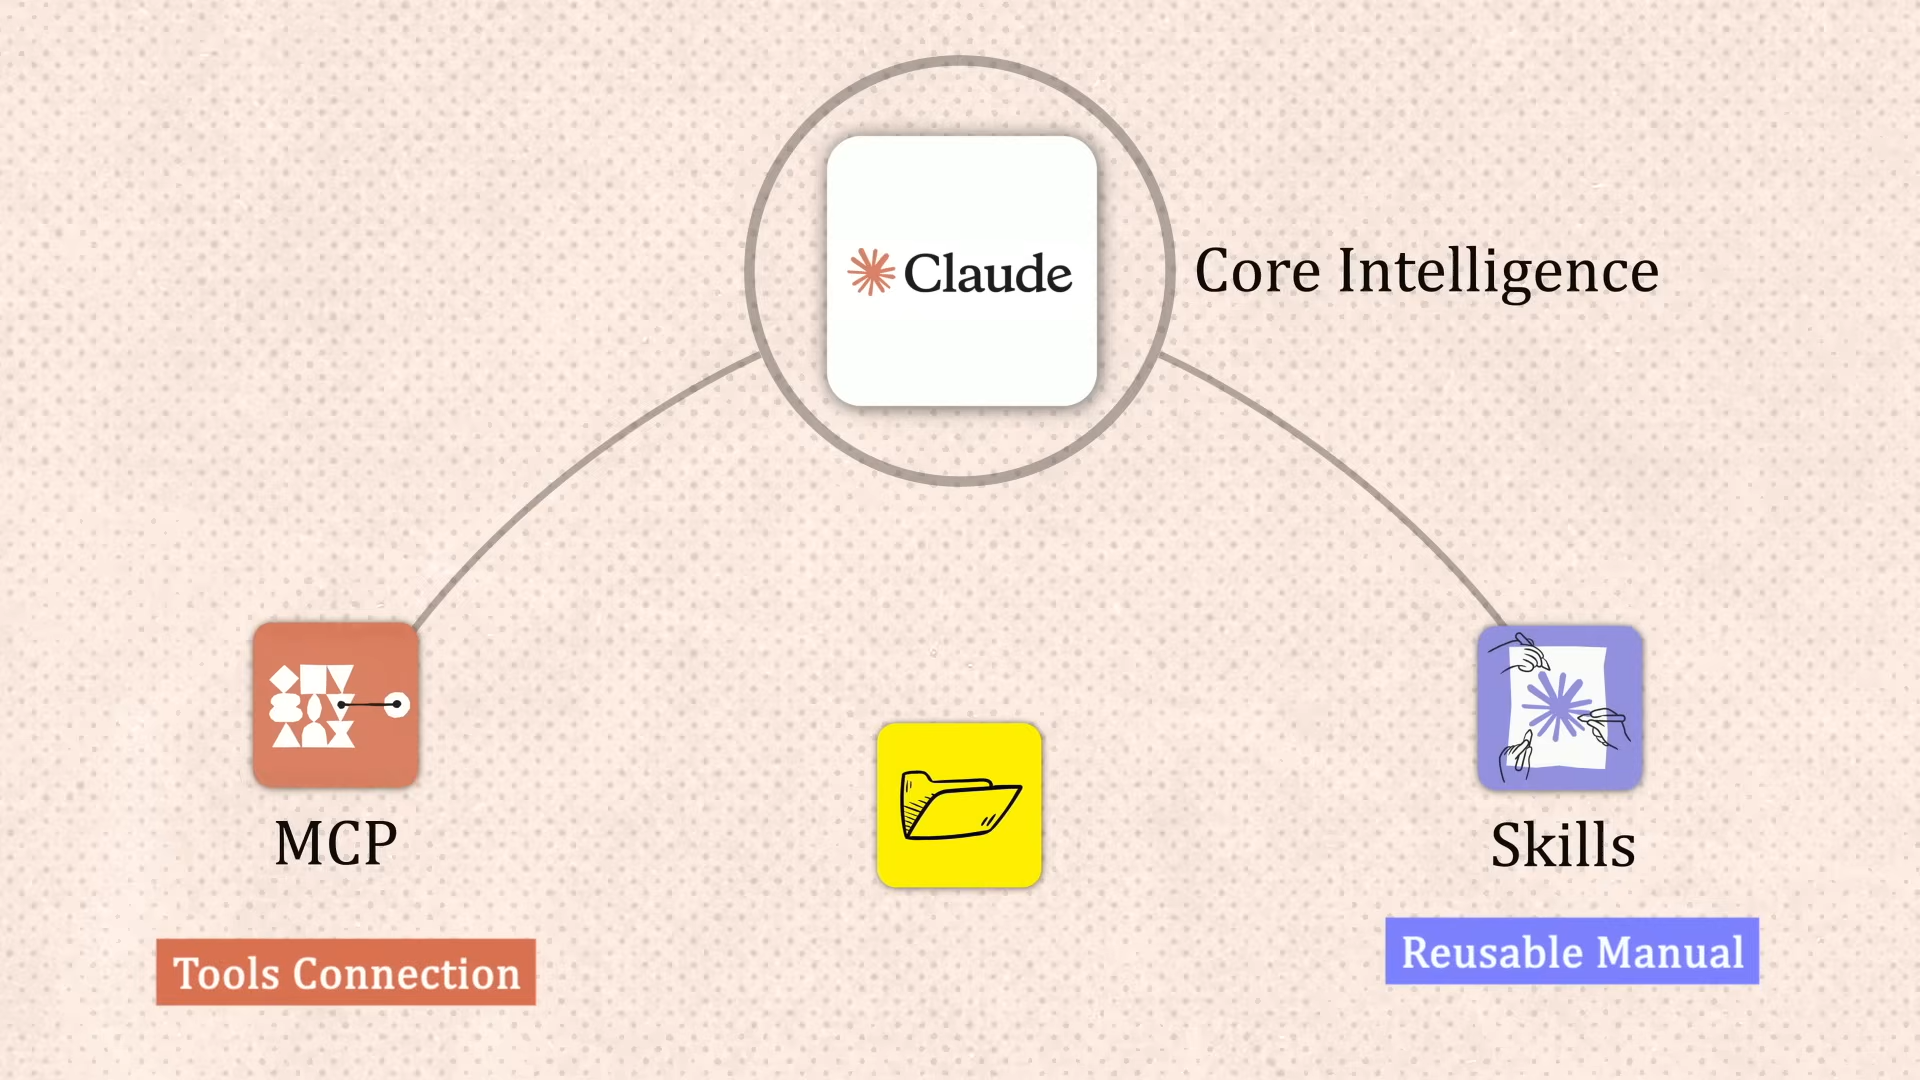 Claude
Core Intelligence
MCP
Skills
Tools Connection
Reusable Manual